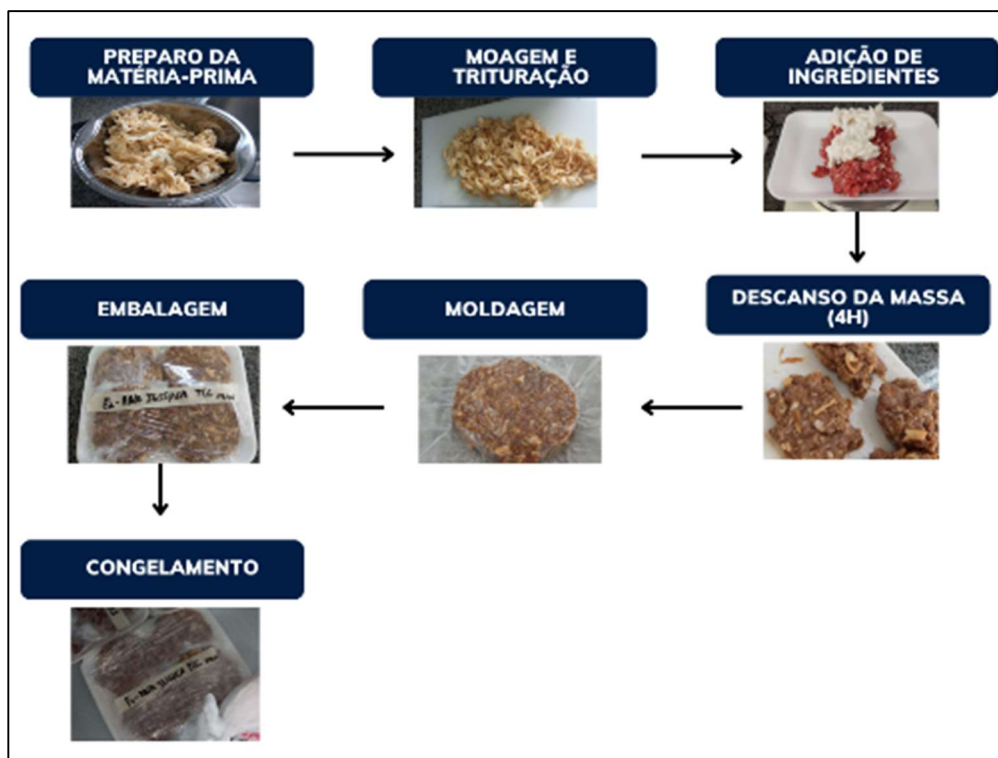 PREPARO DA
MATÉRIA-PRIMA
MOAGEM E
TRITURAÇÃO
ADIÇÃO DE
INGREDIENTES
DESCANSO DA MASSA
(4H)
MOLDAGEM
EMBALAGEM
CONGELAMENTO